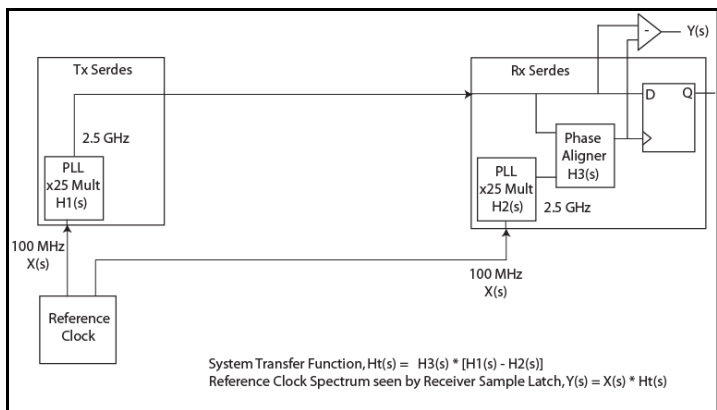 Y(s)
-
Tx Serdes
Rx Serdes
D
Q
2.5 GHz
Phase
Aligner
H3(s)
PLL
x25 Mult
H1(s)
PLL
x25 Mult
H2(s)
2.5 GHz
100 MHz
X(s)
100 MHz
X(s)
Reference
Clock
System Transfer Function, Ht(s) = H3(s) * [H1(s) - H2(s)]
Reference Clock Spectrum seen by Receiver Sample Latch, Y(s) = X(s) * Ht(s)